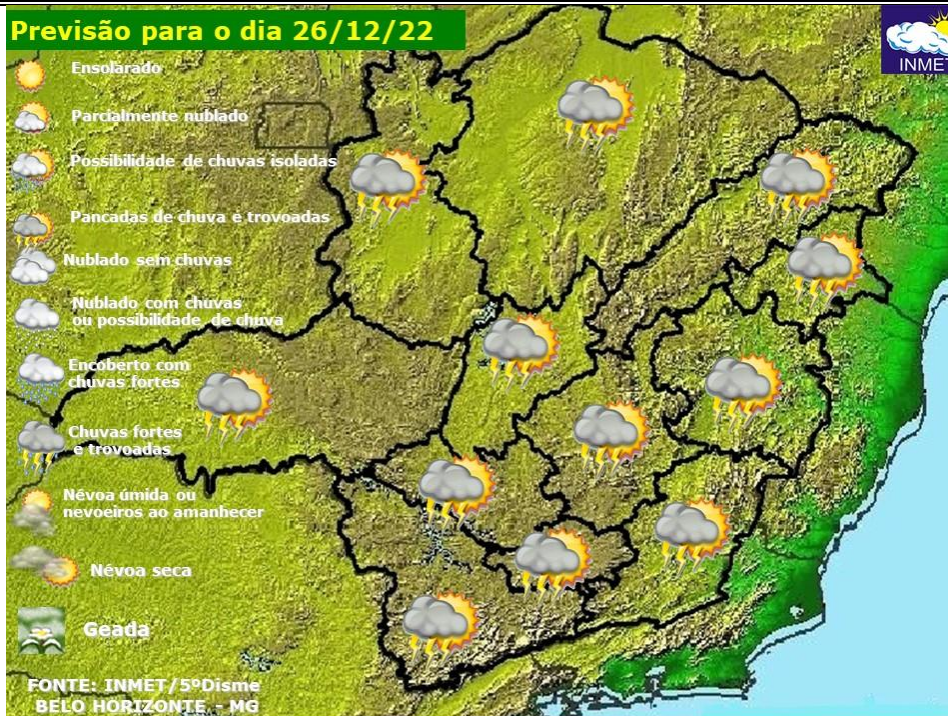 Previsão para o dia 26/12/22
INMET
Ensolarado
Parcialmente nublado
Possibilidade de chuvas isoladas
Pancadas de chuva e trovoadas
Nublado sem chuvas
Nublado com chuvas
ou possibilidade de chuva
Encoberto com
chuvas fortes
Chuvas fortes
e trovoadas
Névoa úmida ou
nevoeiros ao amanhecer
Névoa seca
Geada
FONTE: INMET/5ºDisme
BELO HORIZONTE - MG